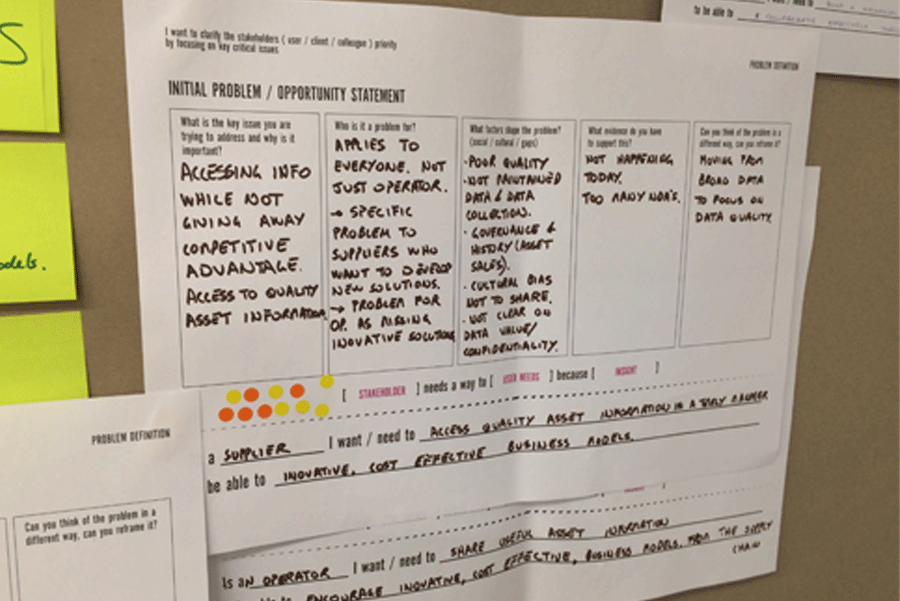 S
odels.
to be able to
I want to clarify the stakeholders ( user / client / colleague ) priority
by focusing on key critical issues
PROBLEM DEFINITION
INITIAL PROBLEM / OPPORTUNITY STATEMENT
What is the key issue you are
trying to address and why is it
important?
ACCESSING INFO
WHILE NOT
GIVING AWAY
COMPETITIVE
ADVANTAGE.
ACCESS TO QUALITY
ASSET INFORMATION.
Who is it a problem for?
APPLIES TO
EVERYONE. NOT
JUST OPERATOR.
→ SPECIFIC
PROBLEM TO
SUPPLIERS WHO
WANT TO DEVELOP
NEW SOLUTIONS.
→ PROBLEM FOR
OP. AS MISSING
INOVATIVE SOLUTIONS
What factors shape the problem?
(social / cultural / gaps)
· POOR QUALITY
· NOT MAINTAINED
DATA & DATA
COLLECTION.
· GOVERNANCE &
HISTORY (ASSET
SALES).
· CULTURAL BIAS
NOT TO SHARE.
· NOT CLEAR ON
DATA VALUE/
CONFIDENTIALITY.
What evidence do you have
to support this?
NOT HAPPENING
TODAY.
TOO MANY NDA'S.
Can you think of the problem in a
different way, can you reframe it?
MOVING FROM
BROAD DATA
TO FOCUS ON
DATA QUALITY.
[ STAKEHOLDER ] needs a way to [ USER NEEDS ] because [ INSIGHT ]
a SUPPLIER I want / need to ACCESS QUALITY ASSET INFORMATION IN A TIMELY MANNER
be able to INOVATIVE, COST EFFECTIVE BUSINESS MODELS.
PROBLEM DEFINITION
Can you think of the problem in a
different way, can you reframe it?
is an OPERATOR I want / need to SHARE USEFUL ASSET INFORMATION
ENCOURAGE INOVATIVE, COST EFFECTIVE, BUSINESS MODELS. FROM THE SUPPLY
CHAIN